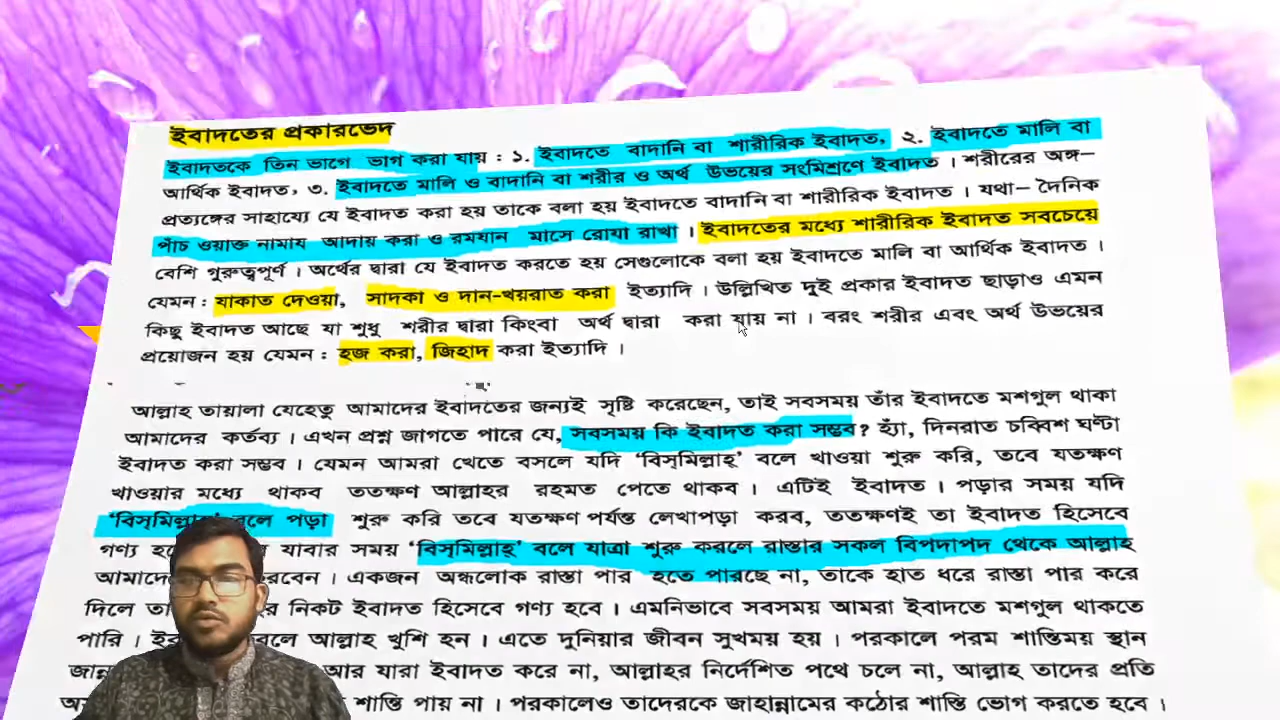 ইবাদতের প্রকারভেদ
ইবাদতকে তিন ভাগে ভাগ করা যায় : ১. ইবাদতে বাদানি বা শারীরিক ইবাদত, ২. ইবাদতে মালি বা
আর্থিক ইবাদত, ৩. ইবাদতে মালি ও বাদানি বা শরীর ও অর্থ উভয়ের সংমিশ্রণে ইবাদত । শরীরের অঙ্গ–
প্রত্যঙ্গের সাহায্যে যে ইবাদত করা হয় তাকে বলা হয় ইবাদতে বাদানি বা শারীরিক ইবাদত । যথা– দৈনিক
পাঁচ ওয়াক্ত নামায আদায় করা ও রমযান মাসে রোযা রাখা । ইবাদতের মধ্যে শারীরিক ইবাদত সবচেয়ে
বেশি গুরুত্বপূর্ণ । অর্থের দ্বারা যে ইবাদত করতে হয় সেগুলোকে বলা হয় ইবাদতে মালি বা আর্থিক ইবাদত ।
যেমন : যাকাত দেওয়া, সাদকা ও দান-খয়রাত করা ইত্যাদি । উল্লিখিত দুই প্রকার ইবাদত ছাড়াও এমন
কিছু ইবাদত আছে যা শুধু শরীর দ্বারা কিংবা অর্থ দ্বারা করা যায় না । বরং শরীর এবং অর্থ উভয়ের
প্রয়োজন হয় যেমন : হজ করা, জিহাদ করা ইত্যাদি ।
আল্লাহ তায়ালা যেহেতু আমাদের ইবাদতের জন্যই সৃষ্টি করেছেন, তাই সবসময় তাঁর ইবাদতে মশগুল থাকা
আমাদের কর্তব্য । এখন প্রশ্ন জাগতে পারে যে, সবসময় কি ইবাদত করা সম্ভব? হ্যাঁ, দিনরাত চব্বিশ ঘণ্টা
ইবাদত করা সম্ভব । যেমন আমরা খেতে বসলে যদি ‘বিস্‌মিল্লাহ্’ বলে খাওয়া শুরু করি, তবে যতক্ষণ
খাওয়ার মধ্যে থাকব ততক্ষণ আল্লাহর রহমত পেতে থাকব । এটিই ইবাদত । পড়ার সময় যদি
‘বিস্‌মিল্লাহ্’ বলে পড়া শুরু করি তবে যতক্ষণ পর্যন্ত লেখাপড়া করব, ততক্ষণই তা ইবাদত হিসেবে
গণ্য যাবার সময় ‘বিস্‌মিল্লাহ্’ বলে যাত্রা শুরু করলে রাস্তার সকল বিপদাপদ থেকে আল্লাহ
একজন অন্ধলোক রাস্তা পার হতে পারছে না, তাকে হাত ধরে রাস্তা পার করে
দিলে নিকট ইবাদত হিসেবে গণ্য হবে । এমনিভাবে সবসময় আমরা ইবাদতে মশগুল থাকতে
পারি । বলে আল্লাহ খুশি হন । এতে দুনিয়ার জীবন সুখময় হয় । পরকালে পরম শান্তিময় স্থান
আর যারা ইবাদত করে না, আল্লাহর নির্দেশিত পথে চলে না, আল্লাহ তাদের প্রতি
শান্তি পায় না । পরকালেও তাদেরকে জাহান্নামের কঠোর শাস্তি ভোগ করতে হবে ।